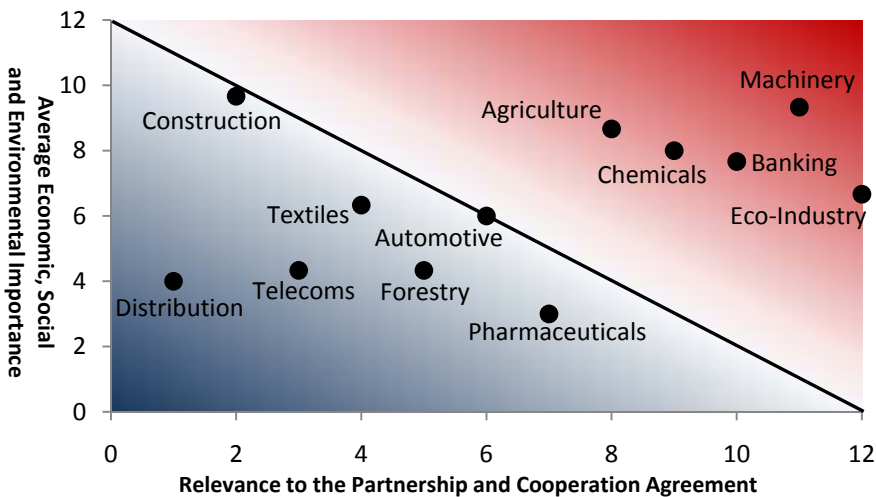 12
10
8
6
4
2
0
Average Economic, Social
and Environmental Importance
Machinery
Agriculture
Construction
Chemicals
Banking
Eco-Industry
Textiles
Automotive
Distribution
Telecoms
Forestry
Pharmaceuticals
0 2 4 6 8 10 12
Relevance to the Partnership and Cooperation Agreement